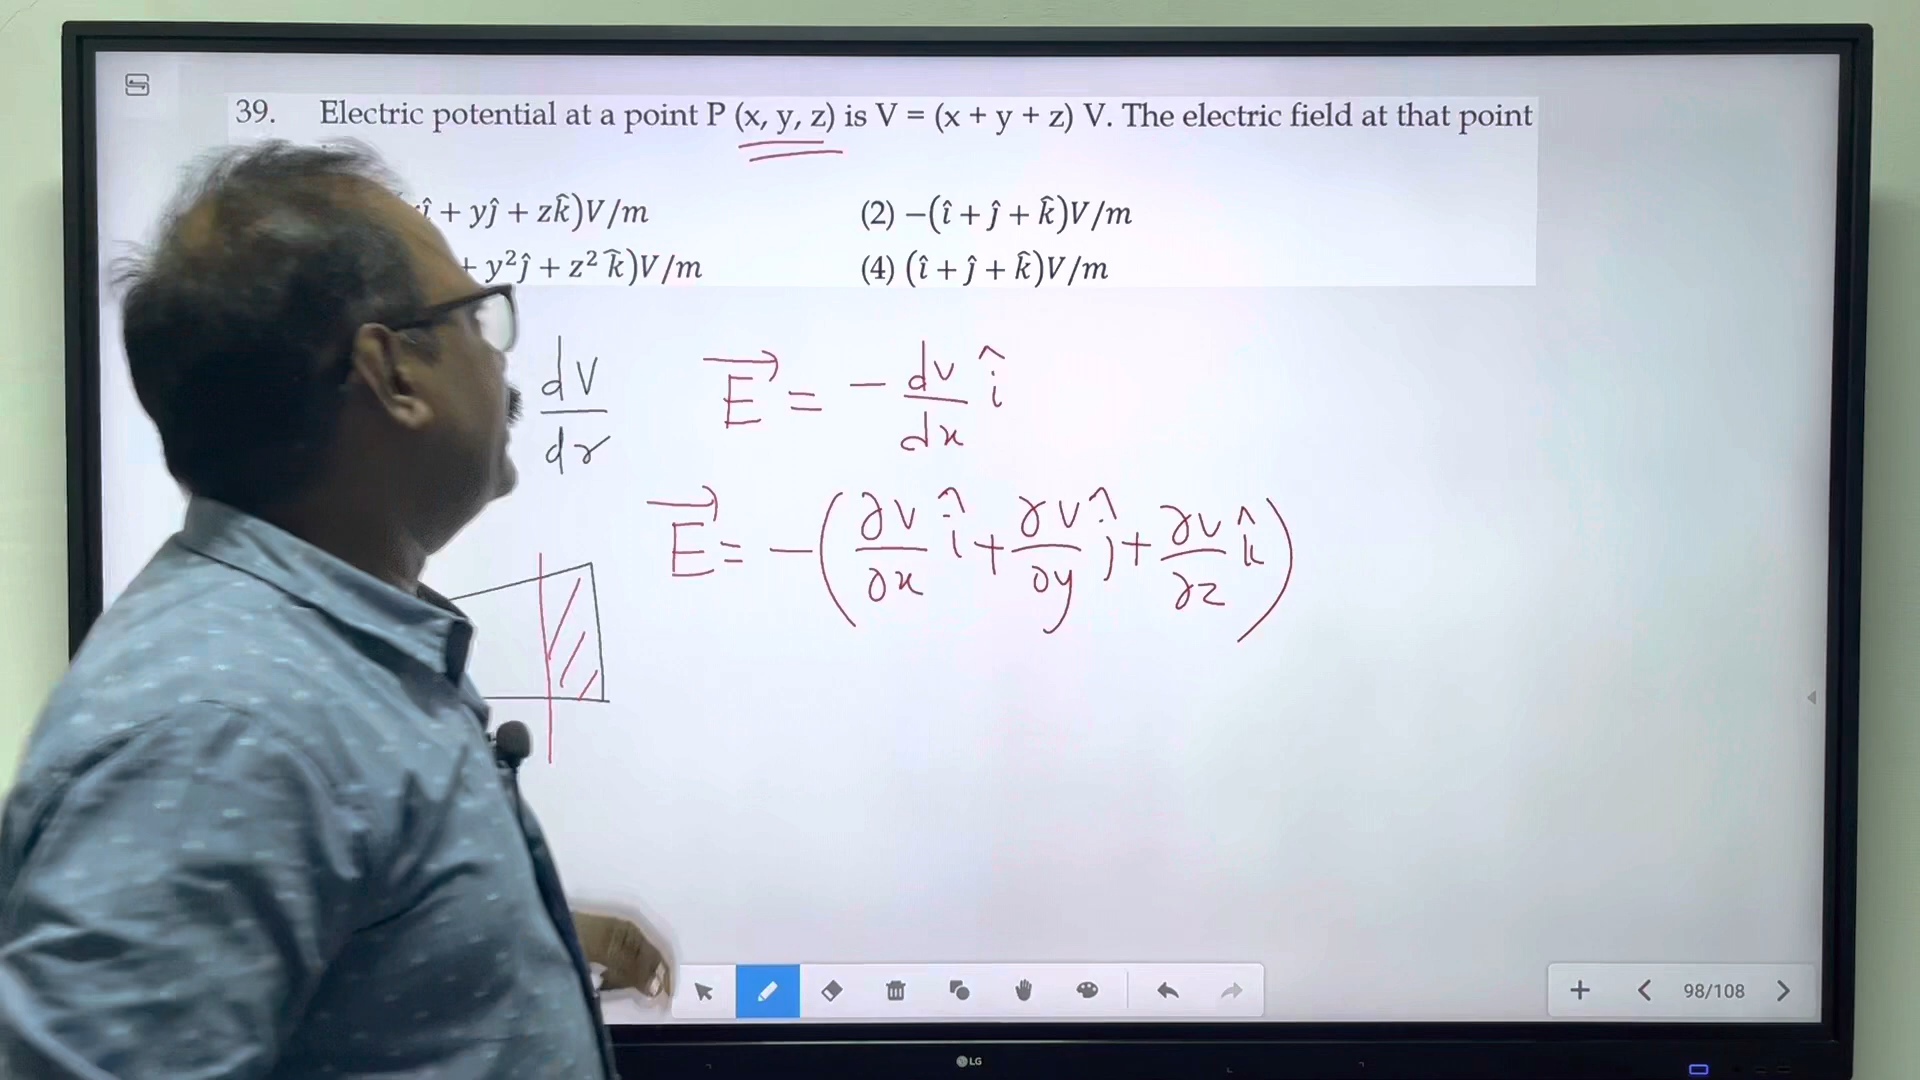 39. Electric potential at a point P (x, y, z) is V = (x + y + z) V. The electric field at that point
î + yĵ + zk̂)V/m (2) −(î + ĵ + k̂)V/m
+ y²ĵ + z² k̂)V/m (4) (î + ĵ + k̂)V/m
dV/dr E⃗ = − dv/dx î
E⃗ = −(∂V/∂x î + ∂V/∂y ĵ + ∂V/∂z k̂)
98/108
LG